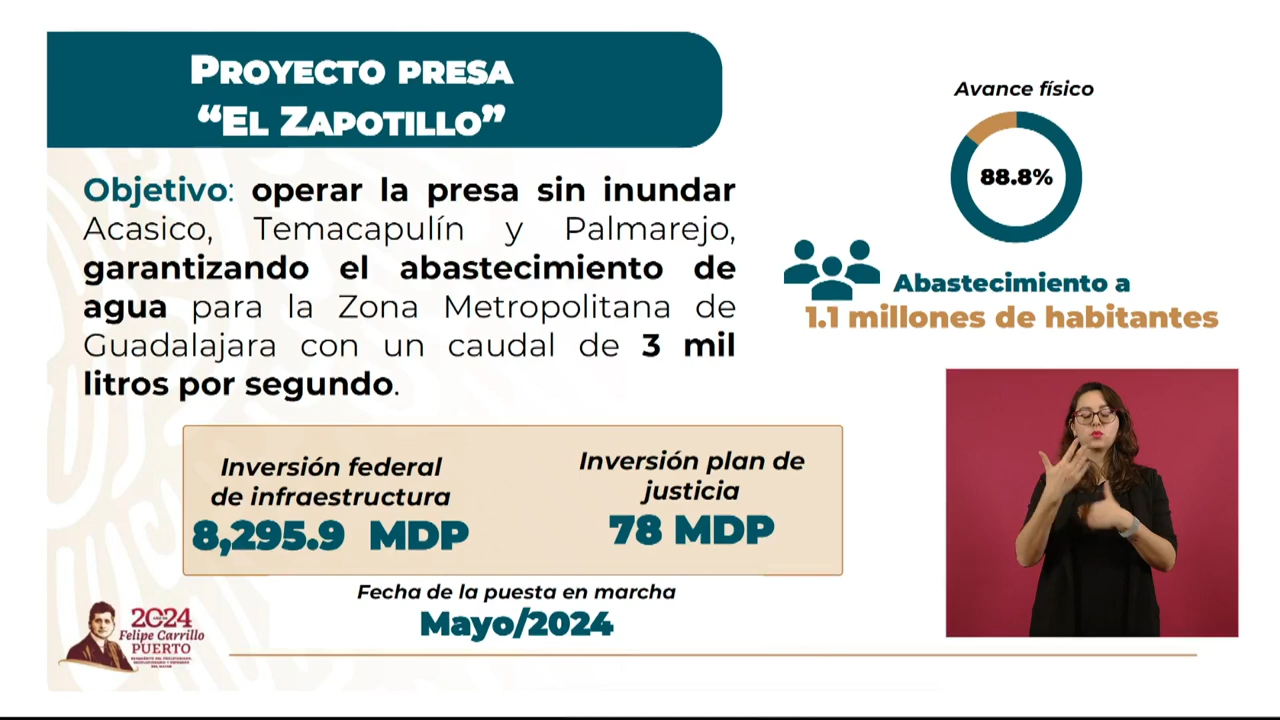 PROYECTO PRESA
“EL ZAPOTILLO”
Objetivo: operar la presa sin inundar
Acasico, Temacapulín y Palmarejo,
garantizando el abastecimiento de
agua para la Zona Metropolitana de
Guadalajara con un caudal de 3 mil
litros por segundo.
Avance físico
88.8%
Abastecimiento a
1.1 millones de habitantes
Inversión federal
de infraestructura
8,295.9 MDP
Inversión plan de
justicia
78 MDP
Fecha de la puesta en marcha
Mayo/2024
2024
Felipe Carrillo
PUERTO